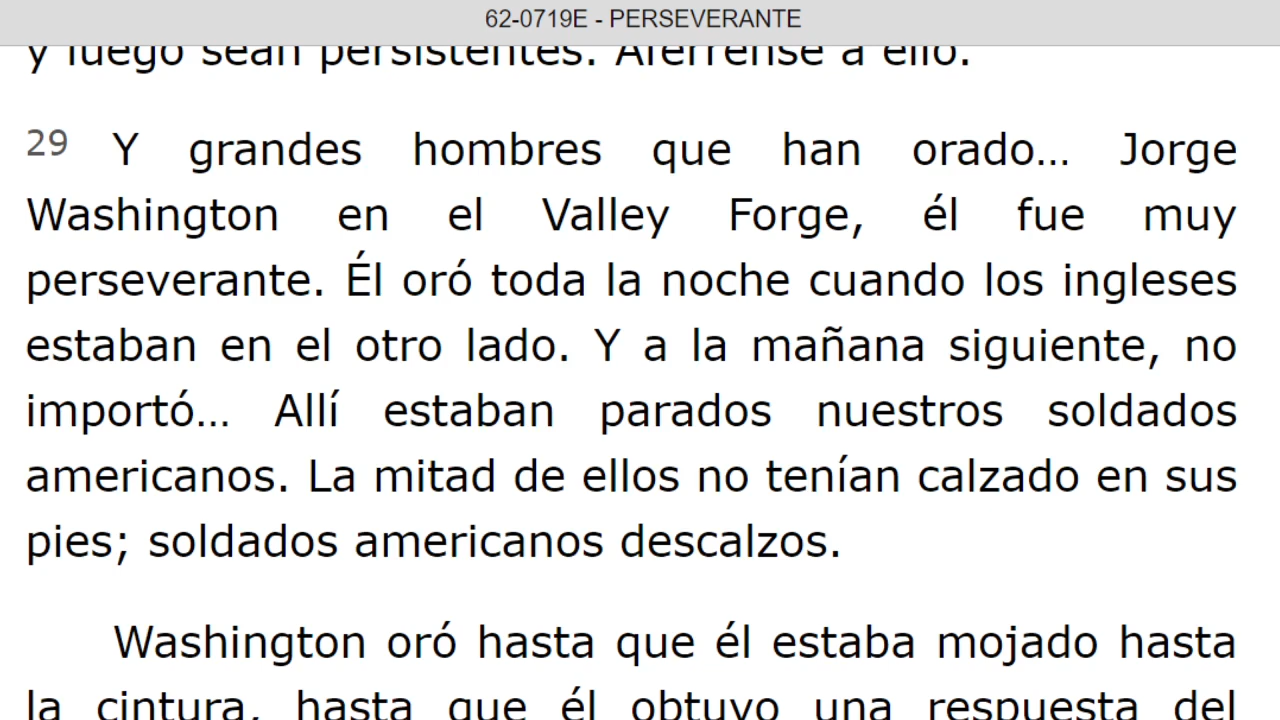 62-0719E - PERSEVERANTE
y luego sean persistentes. Aférrense a ello.
29 Y grandes hombres que han orado... Jorge
Washington en el Valley Forge, él fue muy
perseverante. Él oró toda la noche cuando los ingleses
estaban en el otro lado. Y a la mañana siguiente, no
importó... Allí estaban parados nuestros soldados
americanos. La mitad de ellos no tenían calzado en sus
pies; soldados americanos descalzos.
Washington oró hasta que él estaba mojado hasta
la cintura, hasta que él obtuvo una respuesta del